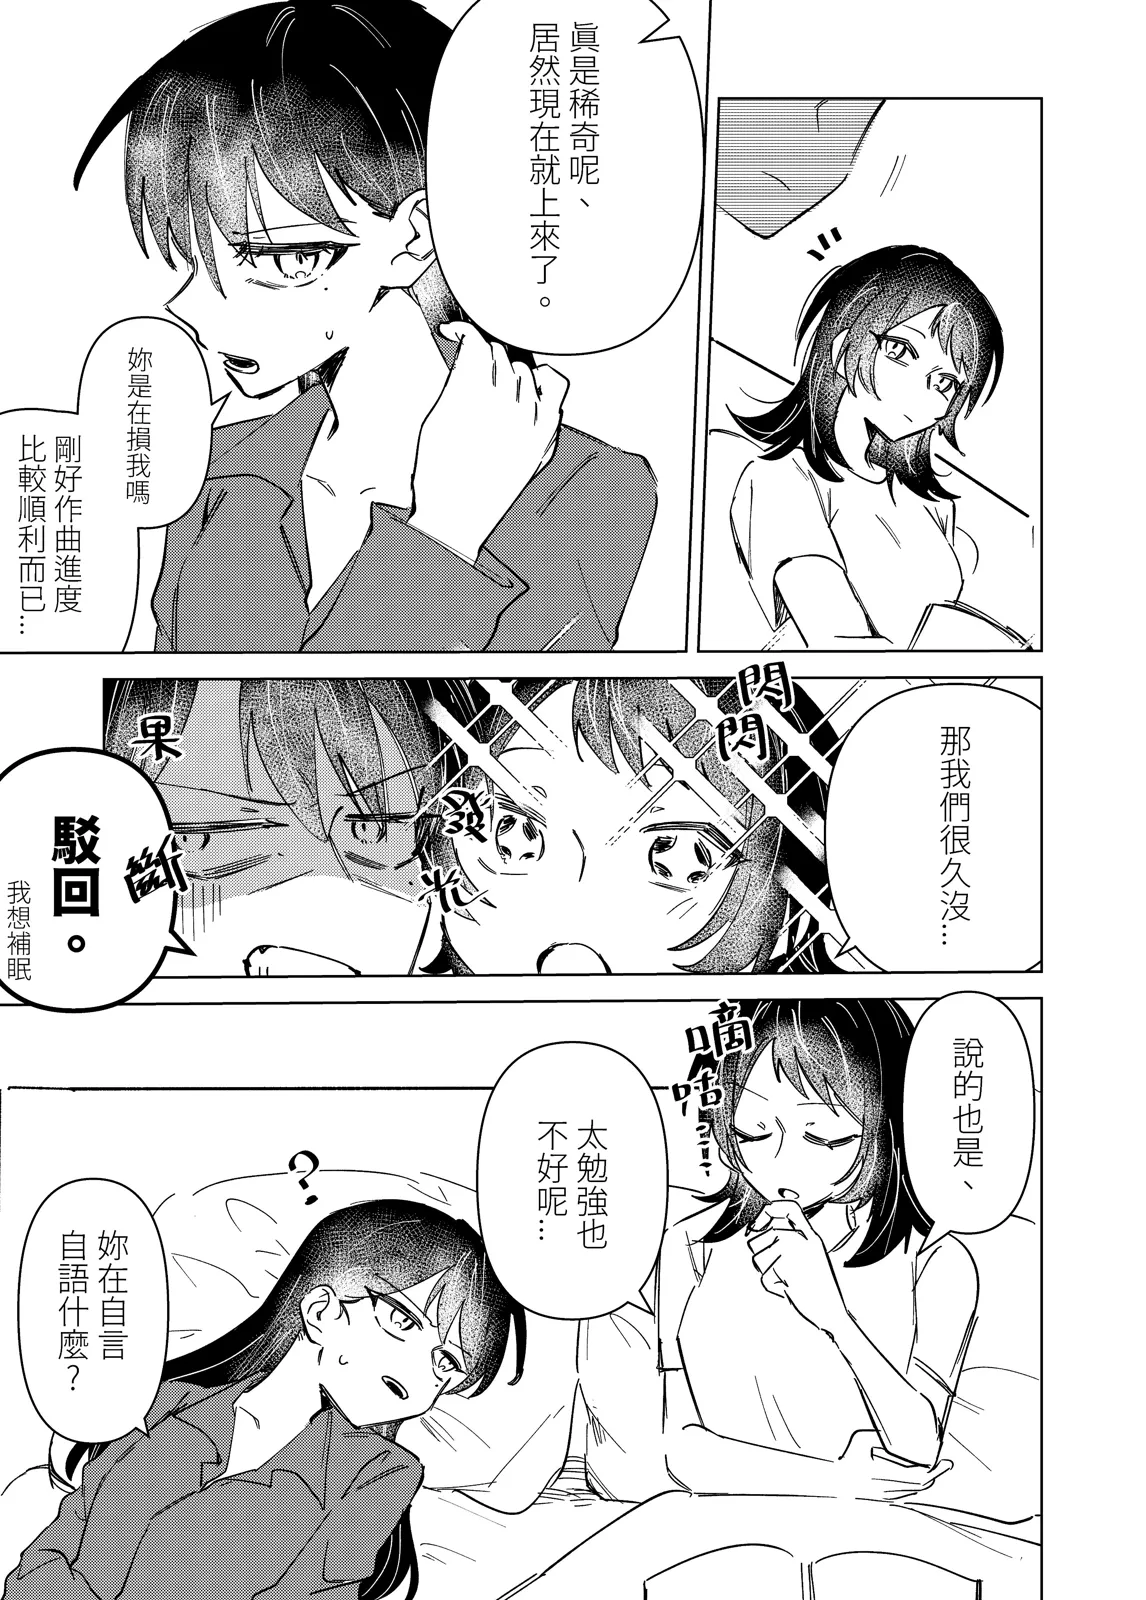 眞是稀奇呢、
居然現在就上來了。
妳是在損我嗎
剛好作曲進度
比較順利而已…
那我們很久沒…
閃閃
發光
果斷
駁回。
我想補眠
說的也是、
嘀咕…
太勉強也
不好呢…
?
妳在自言
自語什麼?